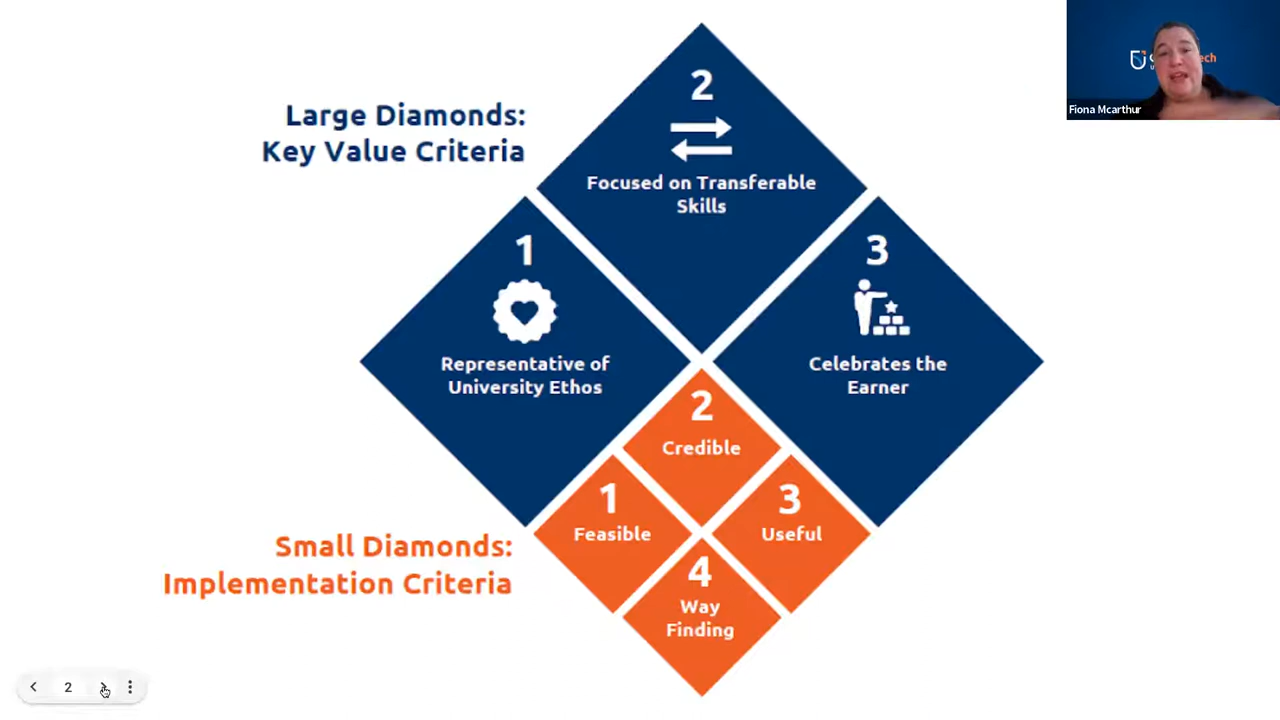 Large Diamonds:
Key Value Criteria
2
Focused on Transferable
Skills
1
Representative of
University Ethos
3
Celebrates the
Earner
2
Credible
1
Feasible
3
Useful
4
Way
Finding
Small Diamonds:
Implementation Criteria
Fiona Mcarthur
2